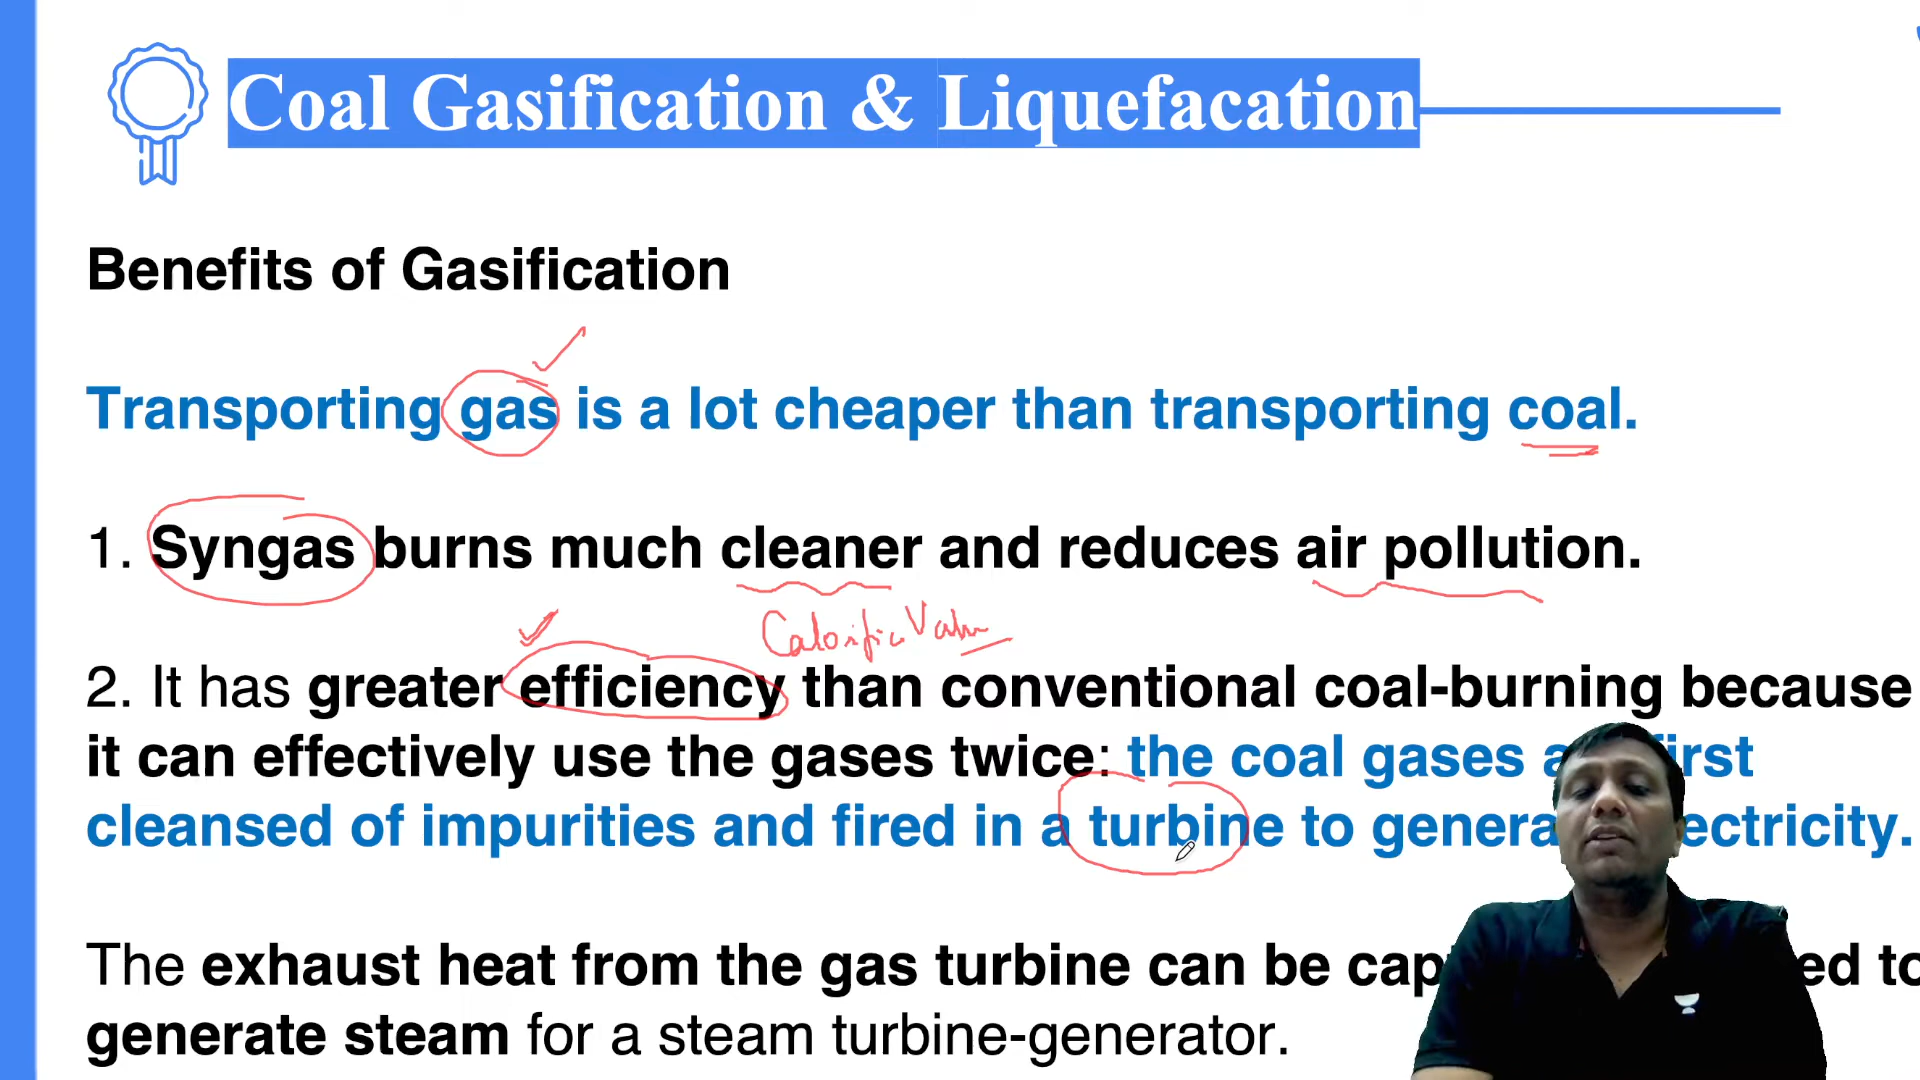 Coal Gasification & Liquefacation
Benefits of Gasification
Transporting gas is a lot cheaper than transporting coal.
1. Syngas burns much cleaner and reduces air pollution.
Calorific Value
2. It has greater efficiency than conventional coal-burning because
it can effectively use the gases twice: the coal gases
cleansed of impurities and fired in a turbine to
The exhaust heat from the gas turbine can be
generate steam for a steam turbine-generator.